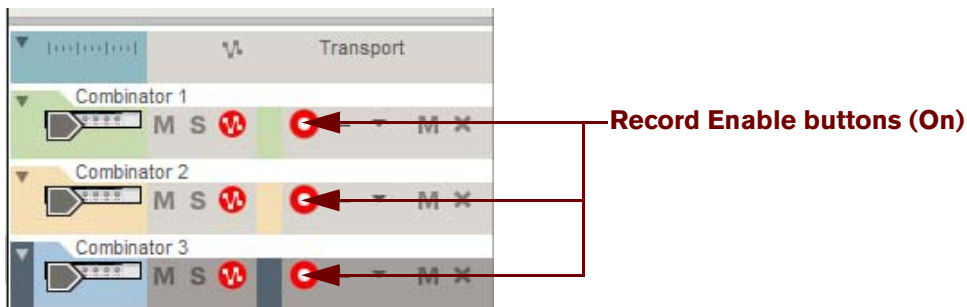 Transport
Combinator 1
M S M
Record Enable buttons (On)
Combinator 2
M S M
Combinator 3
M S M